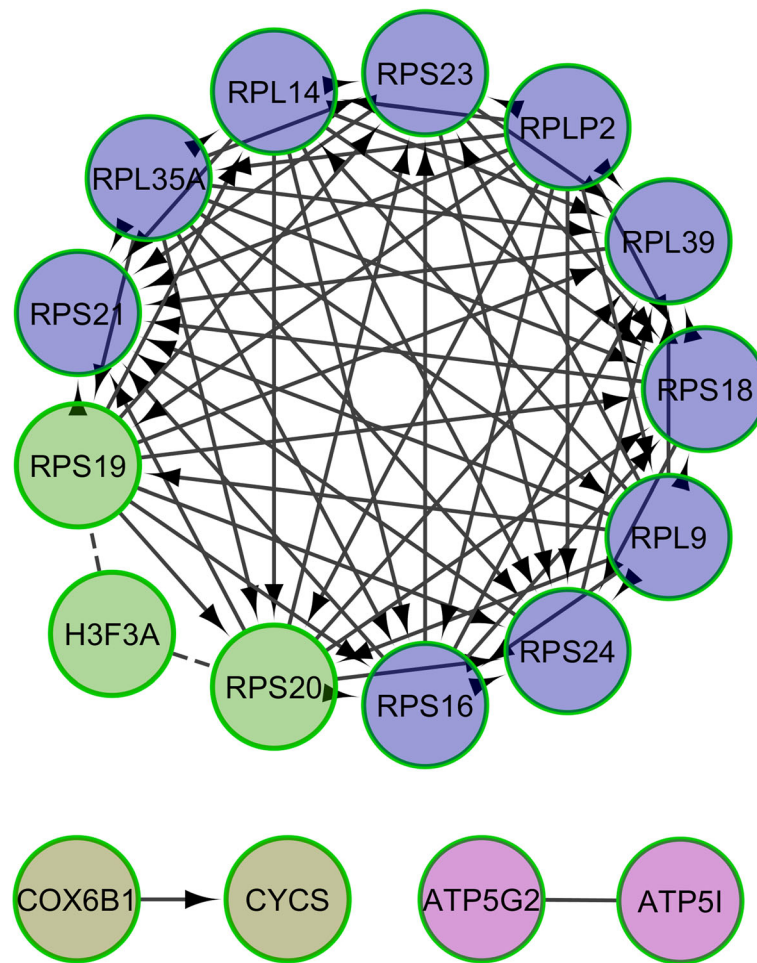 RPS23
RPL14
RPLP2
RPL35A
RPL39
RPS21
RPS18
RPS19
RPL9
H3F3A
RPS24
RPS20
RPS16
COX6B1
CYCS
ATP5G2
ATP5I